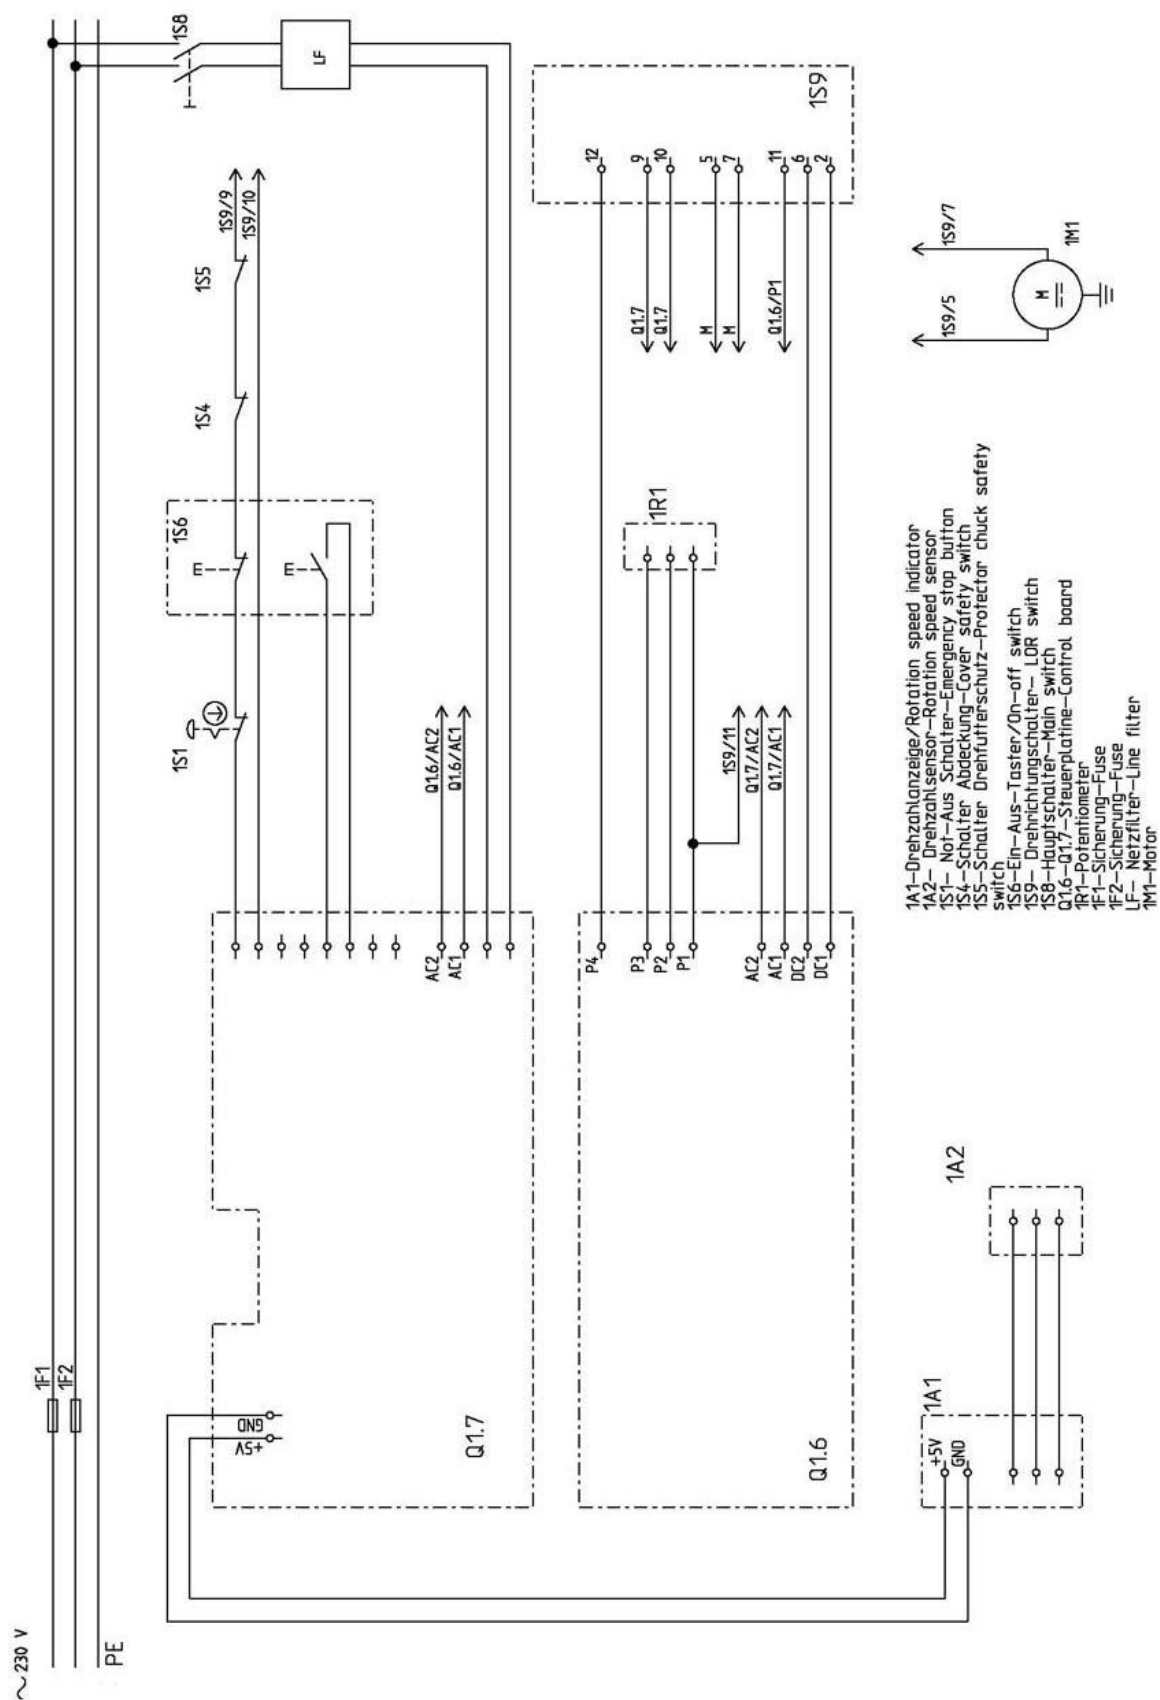 ~ 230 V
1F1
1F2
PE
1S8
1S1
1S6
1S4
1S5
1S9/9
1S9/10
LF
GND
+5V
Q1.7
AC2
AC1
Q1.6/AC2
Q1.6/AC1
P4
P3
P2
P1
AC2
AC1
DC2
DC1
Q1.6
1R1
1S9/11
Q1.7/AC2
Q1.7/AC1
Q1.7
Q1.7
M
M
Q1.6/P1
12
9
10
5
7
11
6
2
1S9
1A1
+5V
GND
1A2
1A1-Drehzahlanzeige/Rotation speed indicator
1A2- Drehzahlsensor-Rotation speed sensor
1S1- Not-Aus Schalter-Emergency stop button
1S4-Schalter Abdeckung-Cover safety switch
1S5-Schalter Drehfutterschutz-Protector chuck safety
switch
1S6-Ein-Aus-Taster/On-off switch
1S9- Drehrichtungschalter- LOR switch
1S8-Hauptschalter-Main switch
Q1.6-Q1.7-Steuerplatine-Control board
1R1-Potentiometer
1F1-Sicherung-Fuse
1F2-Sicherung-Fuse
LF- Netzfilter-Line filter
1M1-Motor
1S9/5
1S9/7
M
1M1